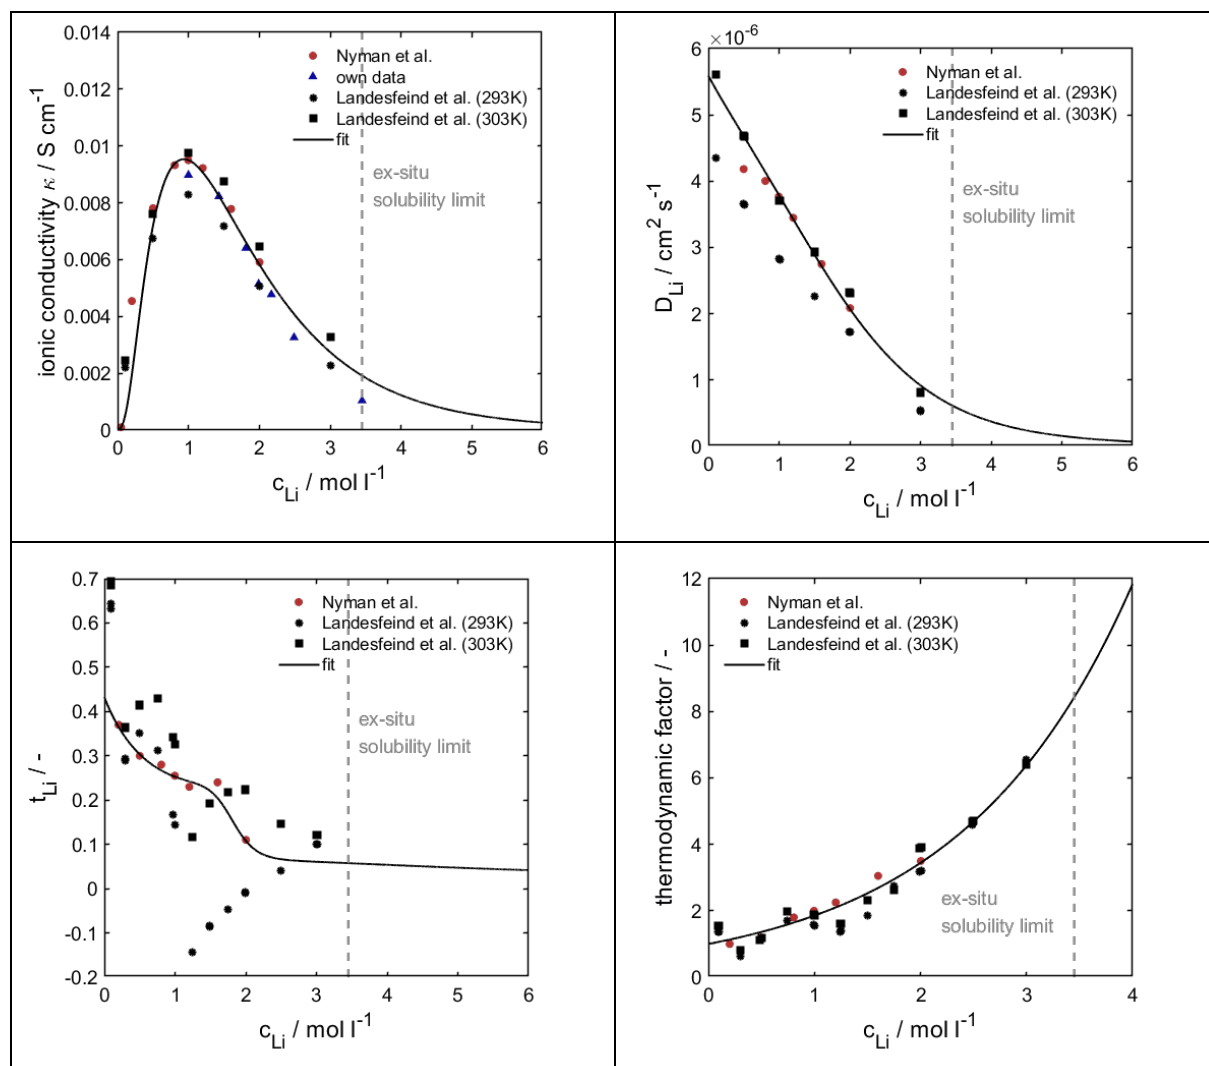 0.014
0.012
0.01
0.008
0.006
0.004
0.002
0
ionic conductivity κ / S cm-1
Nyman et al.
own data
Landesfeind et al. (293K)
Landesfeind et al. (303K)
fit
ex-situ
solubility limit
0 1 2 3 4 5 6
cLi / mol l-1
×10-6
6
5
4
3
2
1
0
DLi / cm2 s-1
Nyman et al.
Landesfeind et al. (293K)
Landesfeind et al. (303K)
fit
ex-situ
solubility limit
0 1 2 3 4 5 6
cLi / mol l-1
0.7
0.6
0.5
0.4
0.3
0.2
0.1
0
-0.1
-0.2
tLi / -
Nyman et al.
Landesfeind et al. (293K)
Landesfeind et al. (303K)
fit
ex-situ
solubility limit
0 1 2 3 4 5 6
cLi / mol l-1
12
10
8
6
4
2
0
thermodynamic factor / -
Nyman et al.
Landesfeind et al. (293K)
Landesfeind et al. (303K)
fit
ex-situ
solubility limit
0 1 2 3 4
cLi / mol l-1